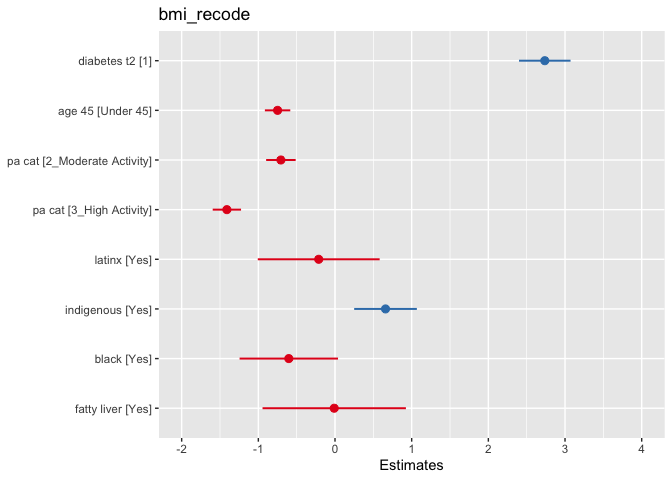 bmi_recode
diabetes t2 [1]
age 45 [Under 45]
pa cat [2_Moderate Activity]
pa cat [3_High Activity]
latinx [Yes]
indigenous [Yes]
black [Yes]
fatty liver [Yes]
-2 -1 0 1 2 3 4
Estimates